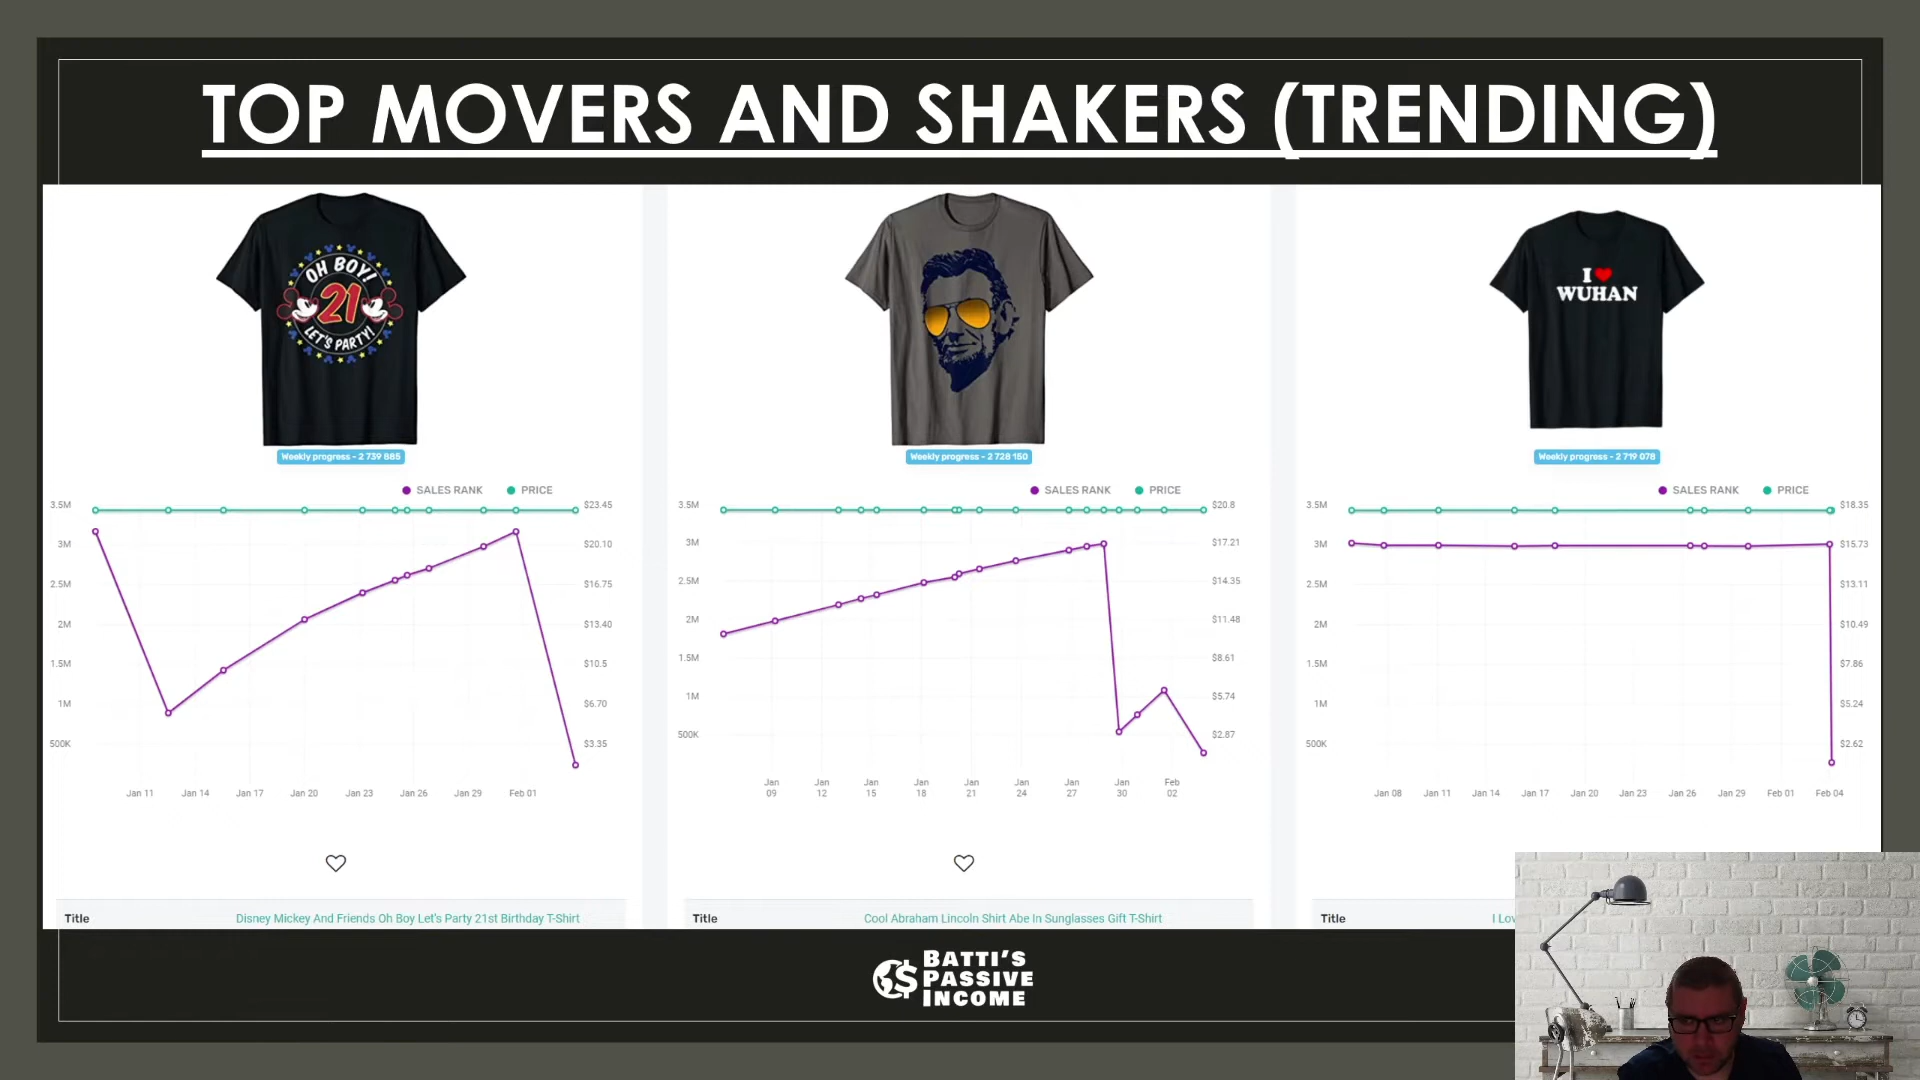 TOP MOVERS AND SHAKERS (TRENDING)
OH BOY!
21
LET'S PARTY!
I
WUHAN
Weekly progress - 2 739 885
Weekly progress - 2 728 150
Weekly progress - 2 719 078
SALES RANK PRICE
3.5M
3M
2.5M
2M
1.5M
1M
500K
$23.45
$20.10
$16.75
$13.40
$10.5
$6.70
$3.35
Jan 11 Jan 14 Jan 17 Jan 20 Jan 23 Jan 26 Jan 29 Feb 01
SALES RANK PRICE
3.5M
3M
2.5M
2M
1.5M
1M
500K
$20.8
$17.21
$14.35
$11.48
$8.61
$5.74
$2.87
Jan 09 Jan 12 Jan 15 Jan 18 Jan 21 Jan 24 Jan 27 Jan 30 Feb 02
SALES RANK PRICE
3.5M
3M
2.5M
2M
1.5M
1M
500K
$18.35
$15.73
$13.11
$10.49
$7.86
$5.24
$2.62
Jan 08 Jan 11 Jan 14 Jan 17 Jan 20 Jan 23 Jan 26 Jan 29 Feb 01 Feb 04
Title Disney Mickey And Friends Oh Boy Let's Party 21st Birthday T-Shirt
Title Cool Abraham Lincoln Shirt Abe In Sunglasses Gift T-Shirt
Title I Lov
BATTI'S
PASSIVE
INCOME